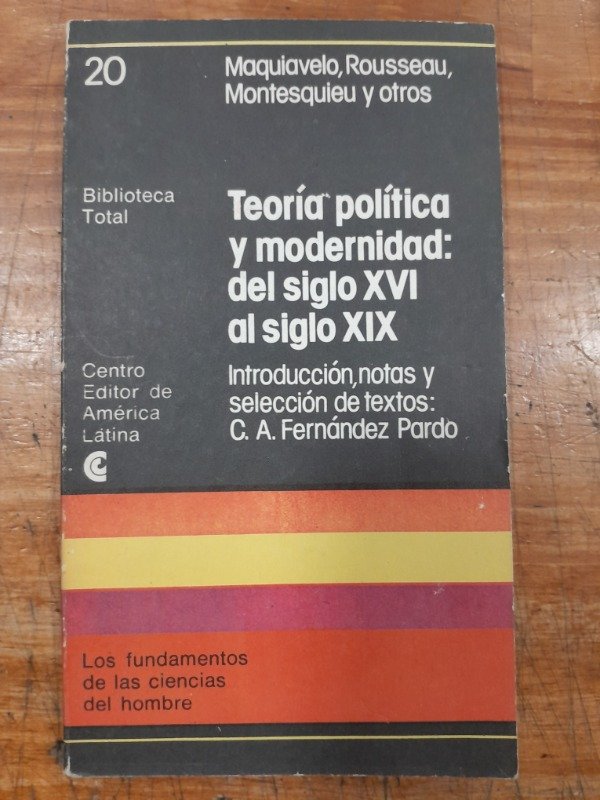 20
Maquiavelo, Rousseau,
Montesquieu y otros
Biblioteca
Total
Teoría política
y modernidad:
del siglo XVI
al siglo XIX
Centro
Editor de
América
Latina
Introducción, notas y
selección de textos:
C. A. Fernández Pardo
Los fundamentos
de las ciencias
del hombre